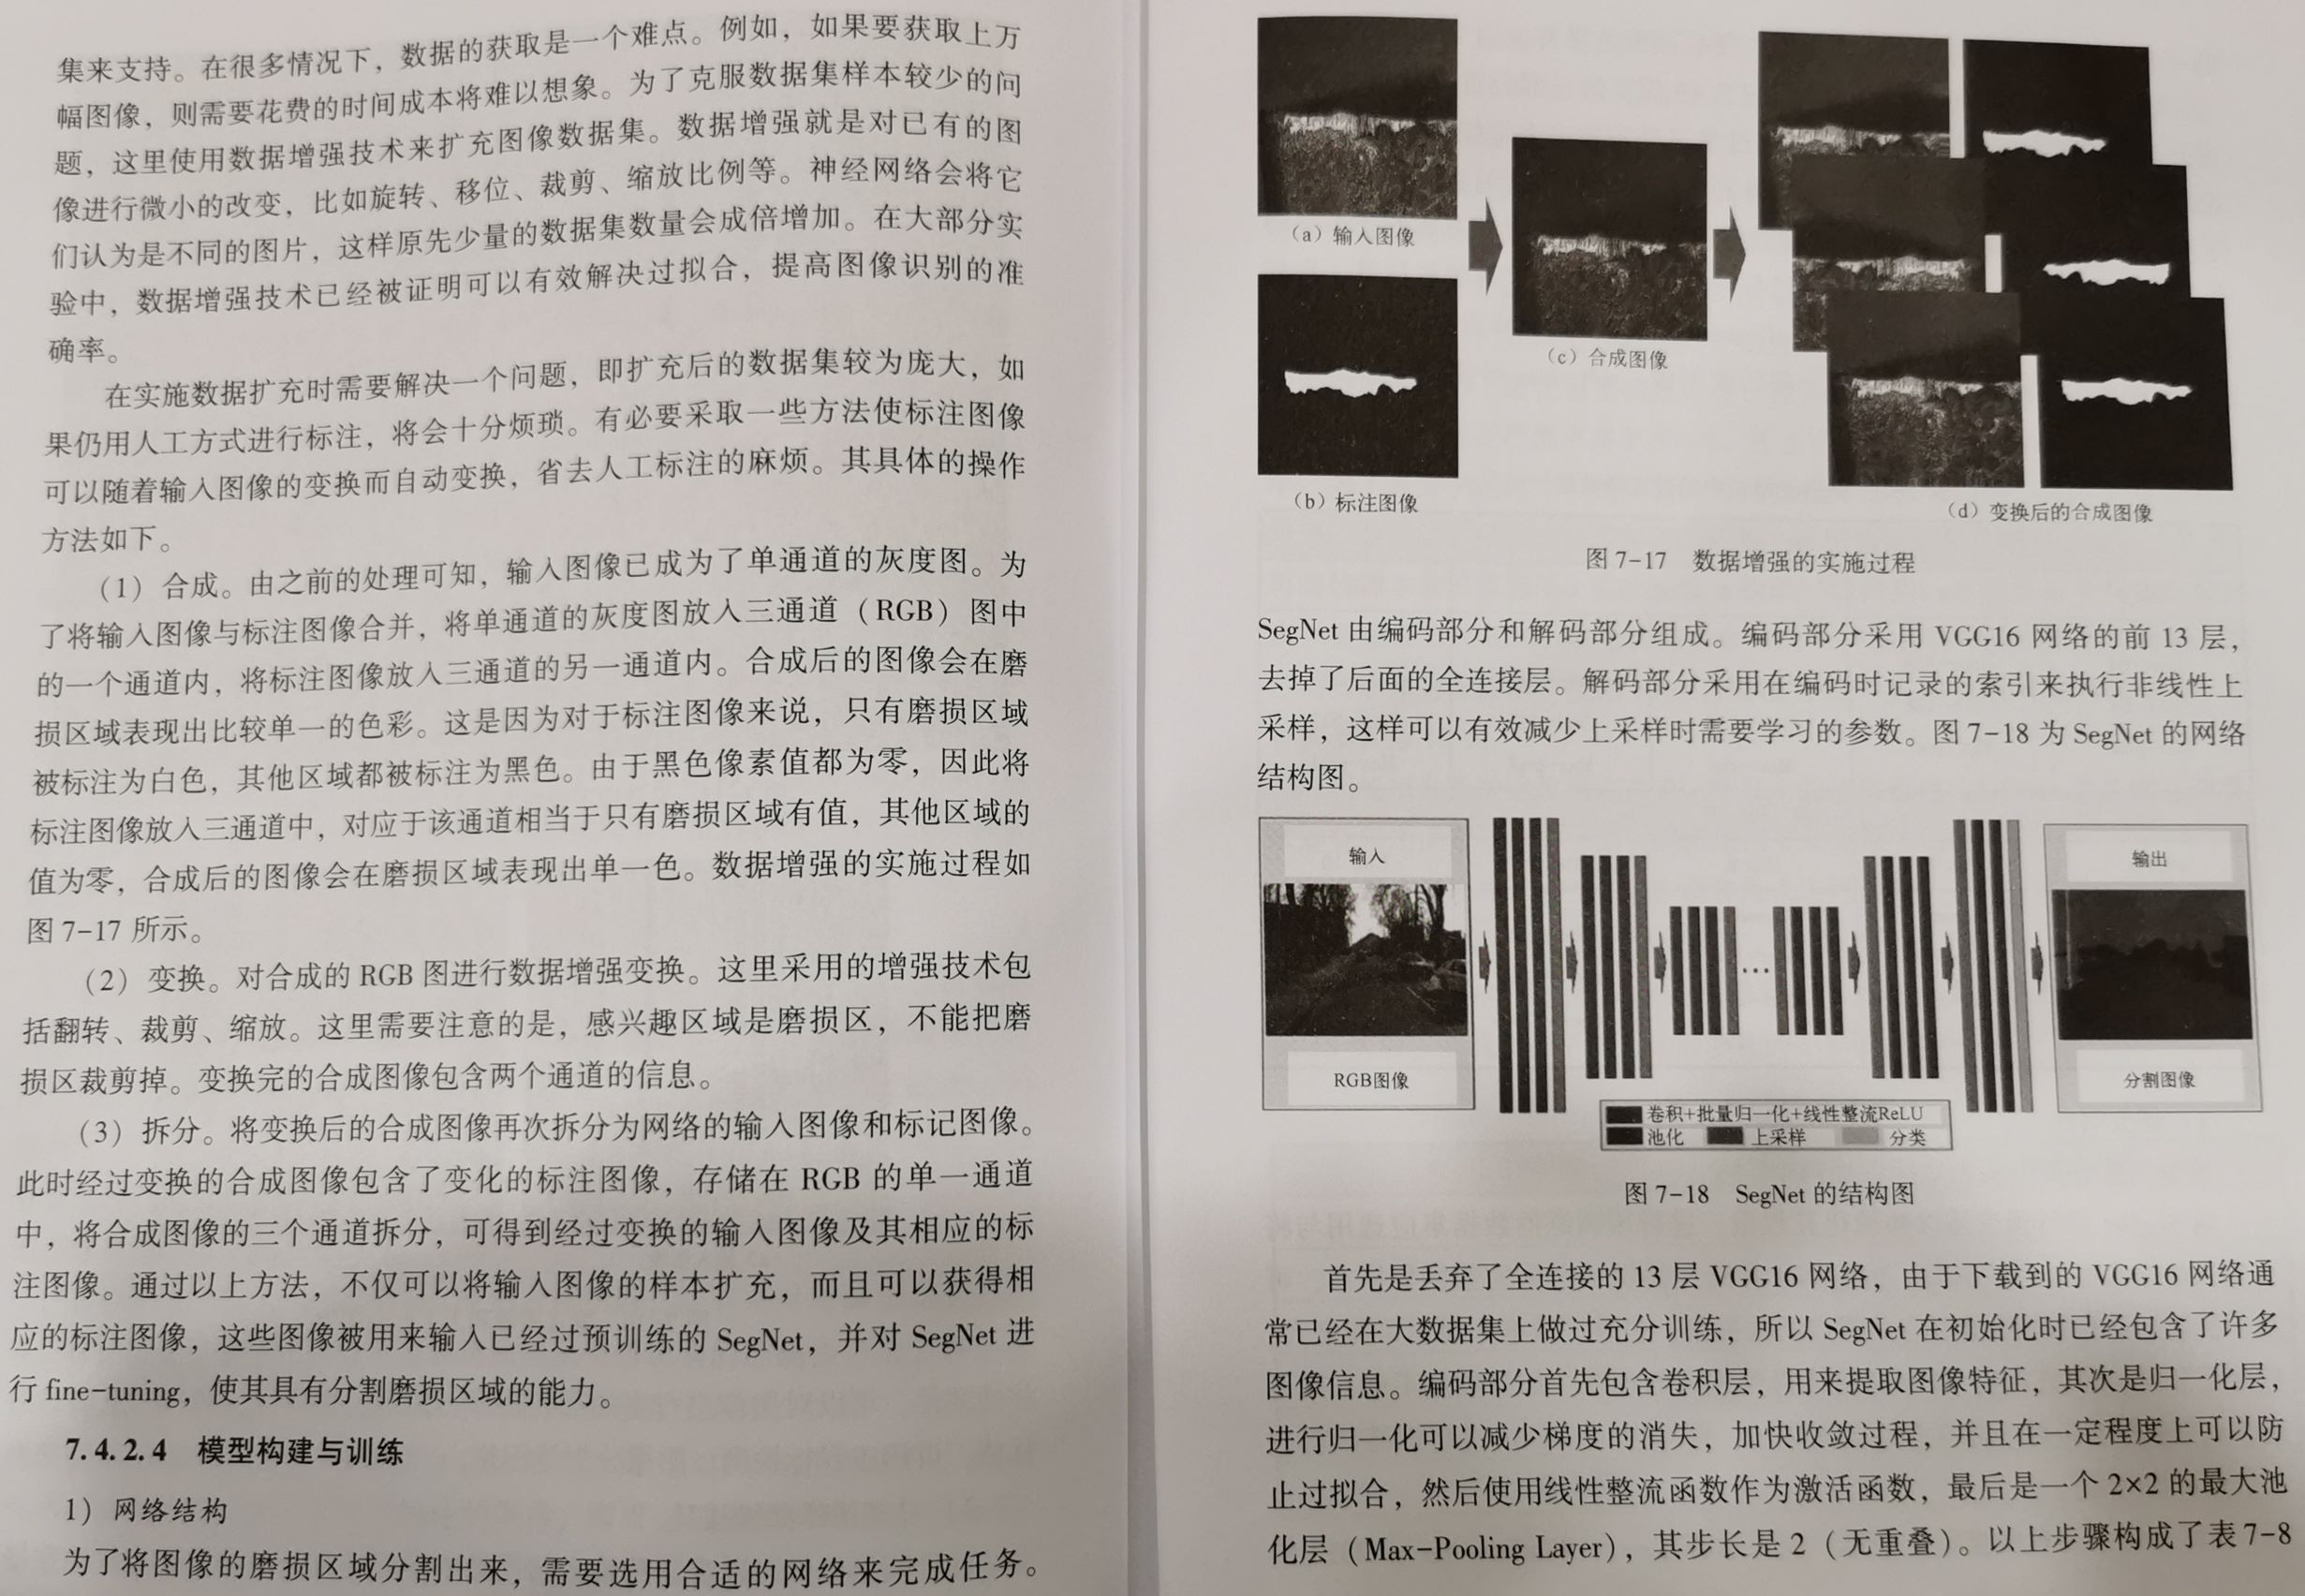 集来支持。在很多情况下，数据的获取是一个难点。例如，如果要获取上万
幅图像，则需要花费的时间成本将难以想象。为了克服数据集样本较少的问
题，这里使用数据增强技术来扩充图像数据集。数据增强就是对已有的图
像进行微小的改变，比如旋转、移位、裁剪、缩放比例等。神经网络会将它
们认为是不同的图片，这样原先少量的数据集数量会成倍增加。在大部分实
验中，数据增强技术已经被证明可以有效解决过拟合，提高图像识别的准
确率。
在实施数据扩充时需要解决一个问题，即扩充后的数据集较为庞大，如
果仍用人工方式进行标注，将会十分烦琐。有必要采取一些方法使标注图像
可以随着输入图像的变换而自动变换，省去人工标注的麻烦。其具体的操作
方法如下。
（1）合成。由之前的处理可知，输入图像已成为了单通道的灰度图。为
了将输入图像与标注图像合并，将单通道的灰度图放入三通道（RGB）图中
的一个通道内，将标注图像放入三通道的另一通道内。合成后的图像会在磨
损区域表现出比较单一的色彩。这是因为对于标注图像来说，只有磨损区域
被标注为白色，其他区域都被标注为黑色。由于黑色像素值都为零，因此将
标注图像放入三通道中，对应于该通道相当于只有磨损区域有值，其他区域的
值为零，合成后的图像会在磨损区域表现出单一色。数据增强的实施过程如
图 7-17 所示。
（2）变换。对合成的 RGB 图进行数据增强变换。这里采用的增强技术包
括翻转、裁剪、缩放。这里需要注意的是，感兴趣区域是磨损区，不能把磨
损区裁剪掉。变换完的合成图像包含两个通道的信息。
（3）拆分。将变换后的合成图像再次拆分为网络的输入图像和标记图像。
此时经过变换的合成图像包含了变化的标注图像，存储在 RGB 的单一通道
中，将合成图像的三个通道拆分，可得到经过变换的输入图像及其相应的标
注图像。通过以上方法，不仅可以将输入图像的样本扩充，而且可以获得相
应的标注图像，这些图像被用来输入已经过预训练的 SegNet，并对 SegNet 进
行 fine-tuning，使其具有分割磨损区域的能力。
7.4.2.4 模型构建与训练
1）网络结构
为了将图像的磨损区域分割出来，需要选用合适的网络来完成任务。
（a）输入图像
（b）标注图像
（c）合成图像
（d）变换后的合成图像
图 7-17 数据增强的实施过程
SegNet 由编码部分和解码部分组成。编码部分采用 VGG16 网络的前 13 层，
去掉了后面的全连接层。解码部分采用在编码时记录的索引来执行非线性上
采样，这样可以有效减少上采样时需要学习的参数。图 7-18 为 SegNet 的网络
结构图。
输入
RGB图像
…
输出
分割图像
卷积+批量归一化+线性整流ReLU
池化 上采样 分类
图 7-18 SegNet 的结构图
首先是丢弃了全连接的 13 层 VGG16 网络，由于下载到的 VGG16 网络通
常已经在大数据集上做过充分训练，所以 SegNet 在初始化时已经包含了许多
图像信息。编码部分首先包含卷积层，用来提取图像特征，其次是归一化层，
进行归一化可以减少梯度的消失，加快收敛过程，并且在一定程度上可以防
止过拟合，然后使用线性整流函数作为激活函数，最后是一个 2×2 的最大池
化层（Max-Pooling Layer），其步长是 2（无重叠）。以上步骤构成了表 7-8